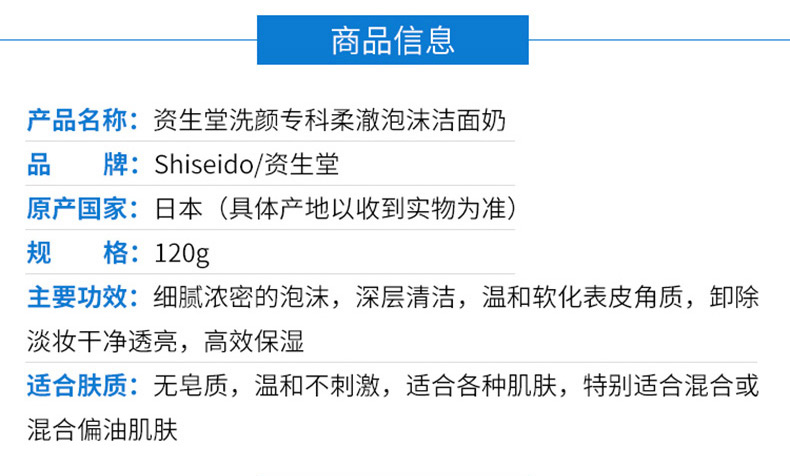 商品信息
产品名称：资生堂洗颜专科柔澈泡沫洁面奶
品 牌：Shiseido/资生堂
原产国家：日本（具体产地以收到实物为准）
规 格：120g
主要功效：细腻浓密的泡沫，深层清洁，温和软化表皮角质，卸除
淡妆干净透亮，高效保湿
适合肤质：无皂质，温和不刺激，适合各种肌肤，特别适合混合或
混合偏油肌肤